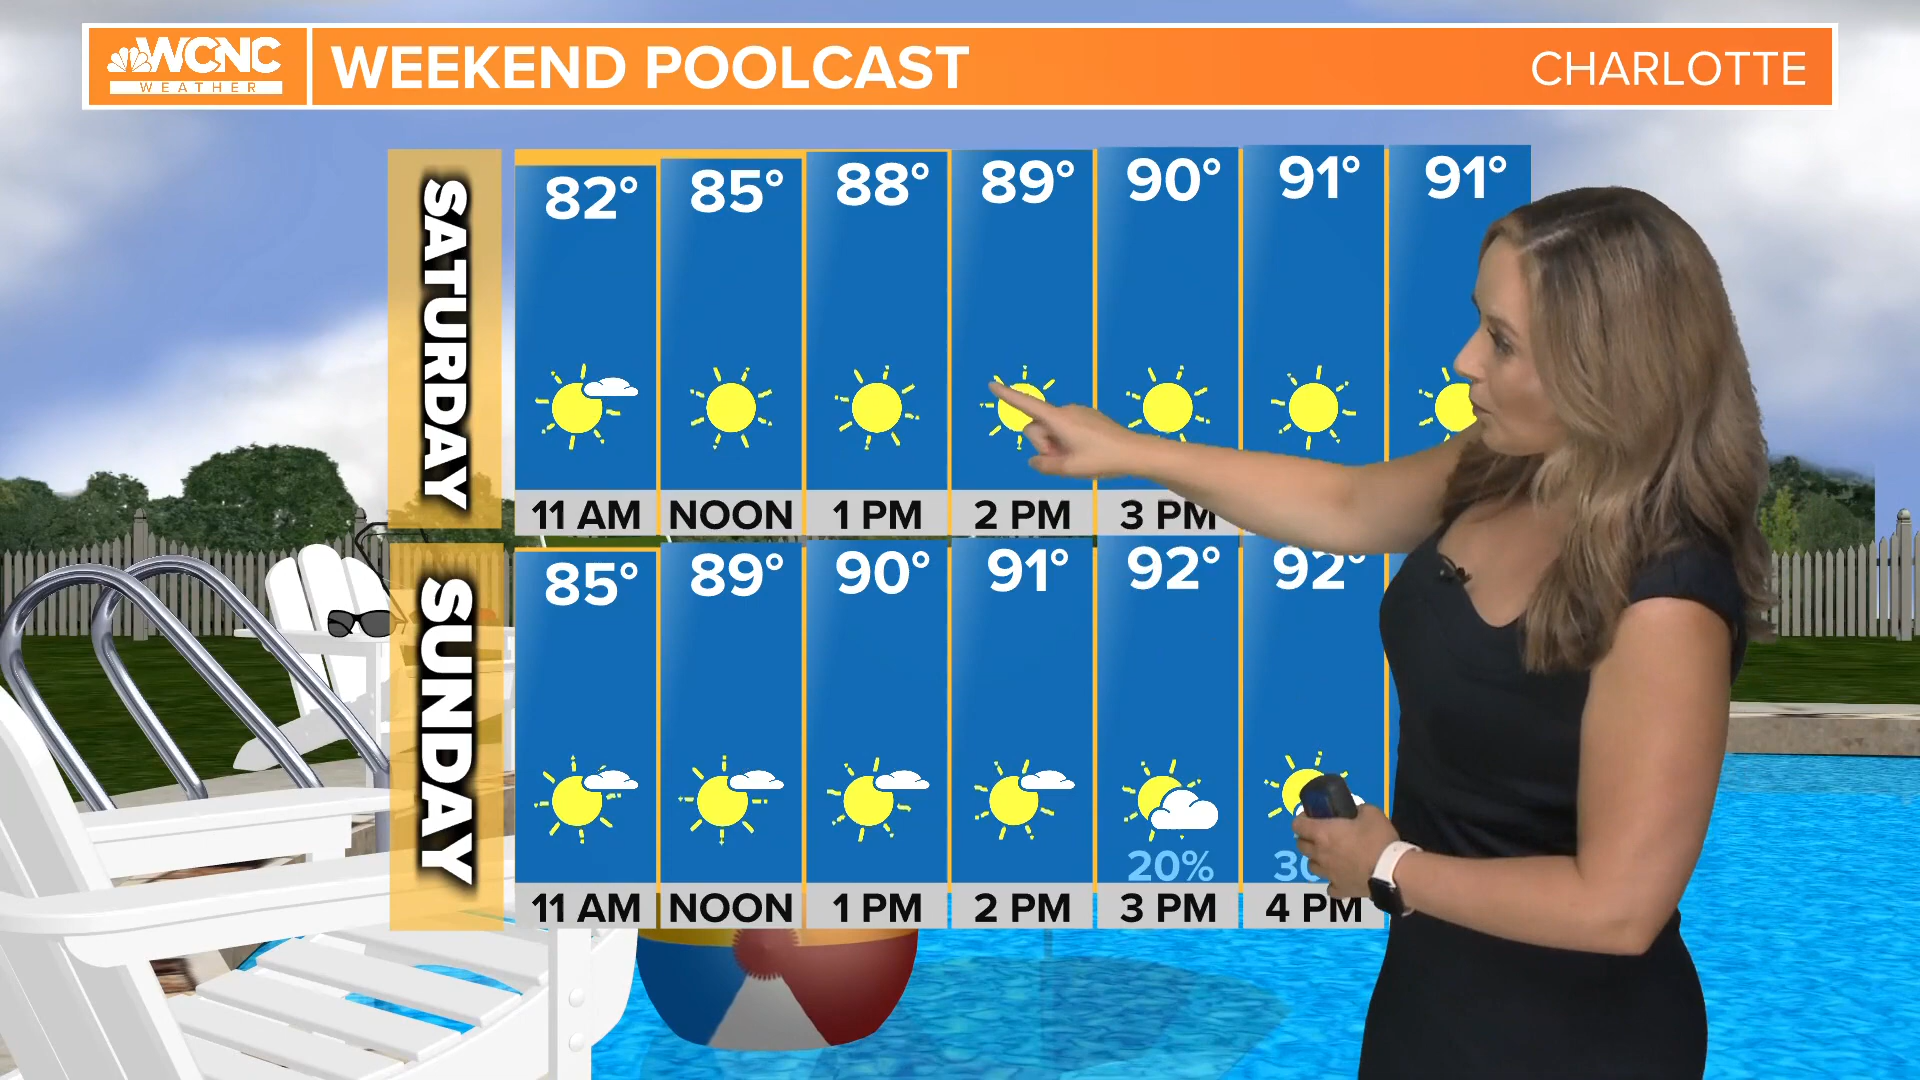 WCNC
WEATHER
WEEKEND POOLCAST
CHARLOTTE
SATURDAY
82° 85° 88° 89° 90° 91° 91°
11 AM NOON 1 PM 2 PM 3 PM
SUNDAY
85° 89° 90° 91° 92° 92°
20%
11 AM NOON 1 PM 2 PM 3 PM 4 PM